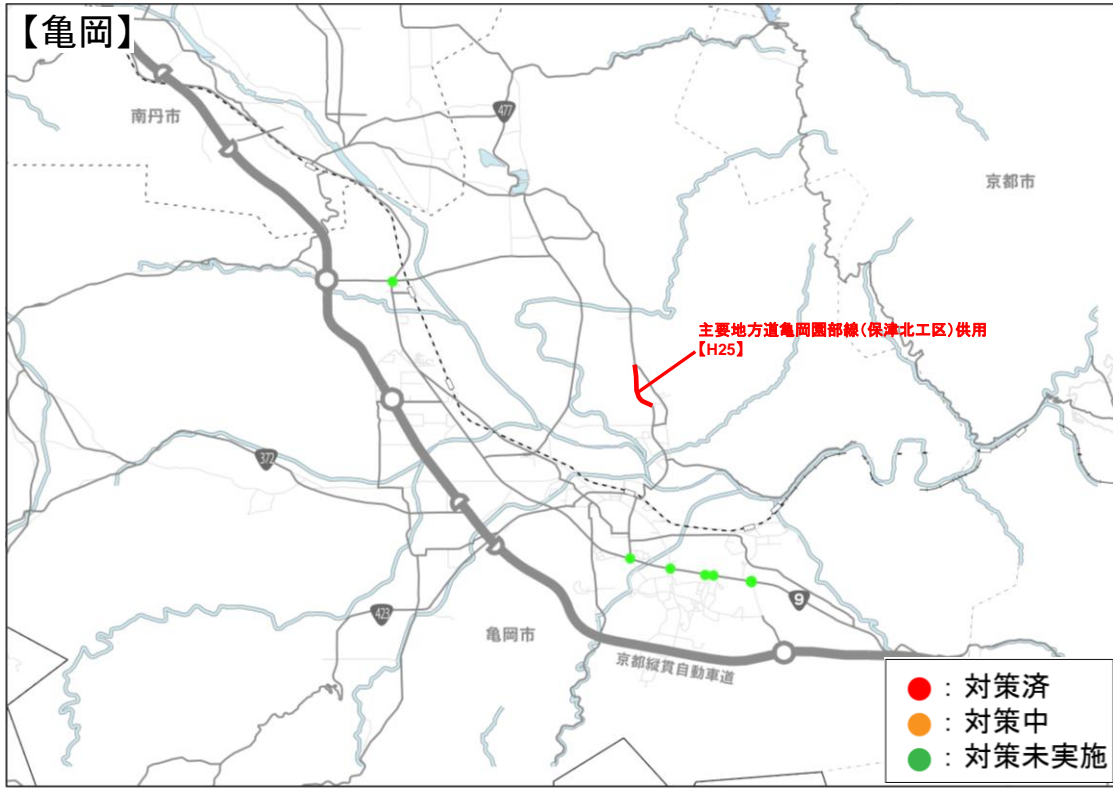 【亀岡】
南丹市
477
京都市
主要地方道亀岡園部線(保津北工区)供用
【H25】
372
9
423
亀岡市
京都縦貫自動車道
●：対策済
●：対策中
●：対策未実施